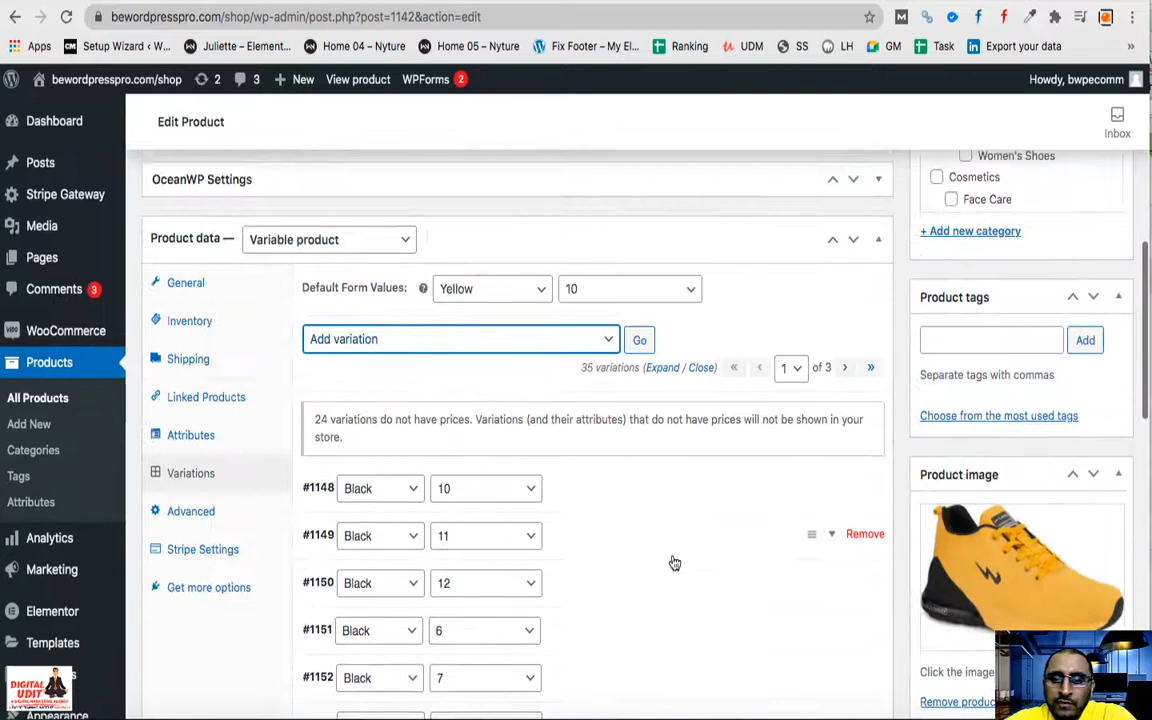 bewordpresspro.com/shop/wp-admin/post.php?post=1142&action=edit
Apps
CM Setup Wizard ‹ W...
Juliette – Element...
Home 04 – Nyture
Home 05 – Nyture
Fix Footer – My El...
Ranking
UDM
SS
LH
GM
Task
in Export your data
»
bewordpresspro.com/shop
2
3
+ New
View product
WPForms 2
Howdy, bwpecomm
Edit Product
Inbox
Dashboard
Posts
Stripe Gateway
Media
Pages
Comments 3
WooCommerce
Products
All Products
Add New
Categories
Tags
Attributes
Analytics
Marketing
Elementor
Templates
Appearance
DIGITAL
UDIT
OceanWP Settings
Product data —
Variable product
General
Inventory
Shipping
Linked Products
Attributes
Variations
Advanced
Stripe Settings
Get more options
Default Form Values:
Yellow
10
Add variation
Go
35 variations (Expand / Close)
«
‹
1
of 3
›
»
24 variations do not have prices. Variations (and their attributes) that do not have prices will not be shown in your
store.
#1148 Black 10
#1149 Black 11
Remove
#1150 Black 12
#1151 Black 6
#1152 Black 7
Women's Shoes
Cosmetics
Face Care
+ Add new category
Product tags
Add
Separate tags with commas
Choose from the most used tags
Product image
Click the image
Remove produc